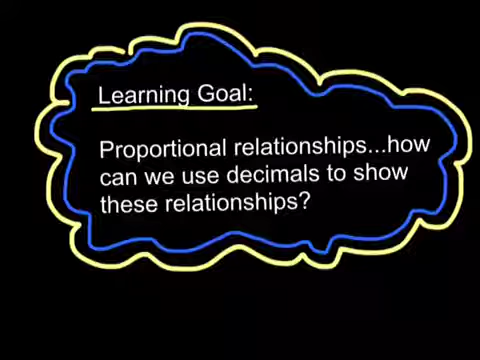 Learning Goal:
Proportional relationships...how
can we use decimals to show
these relationships?